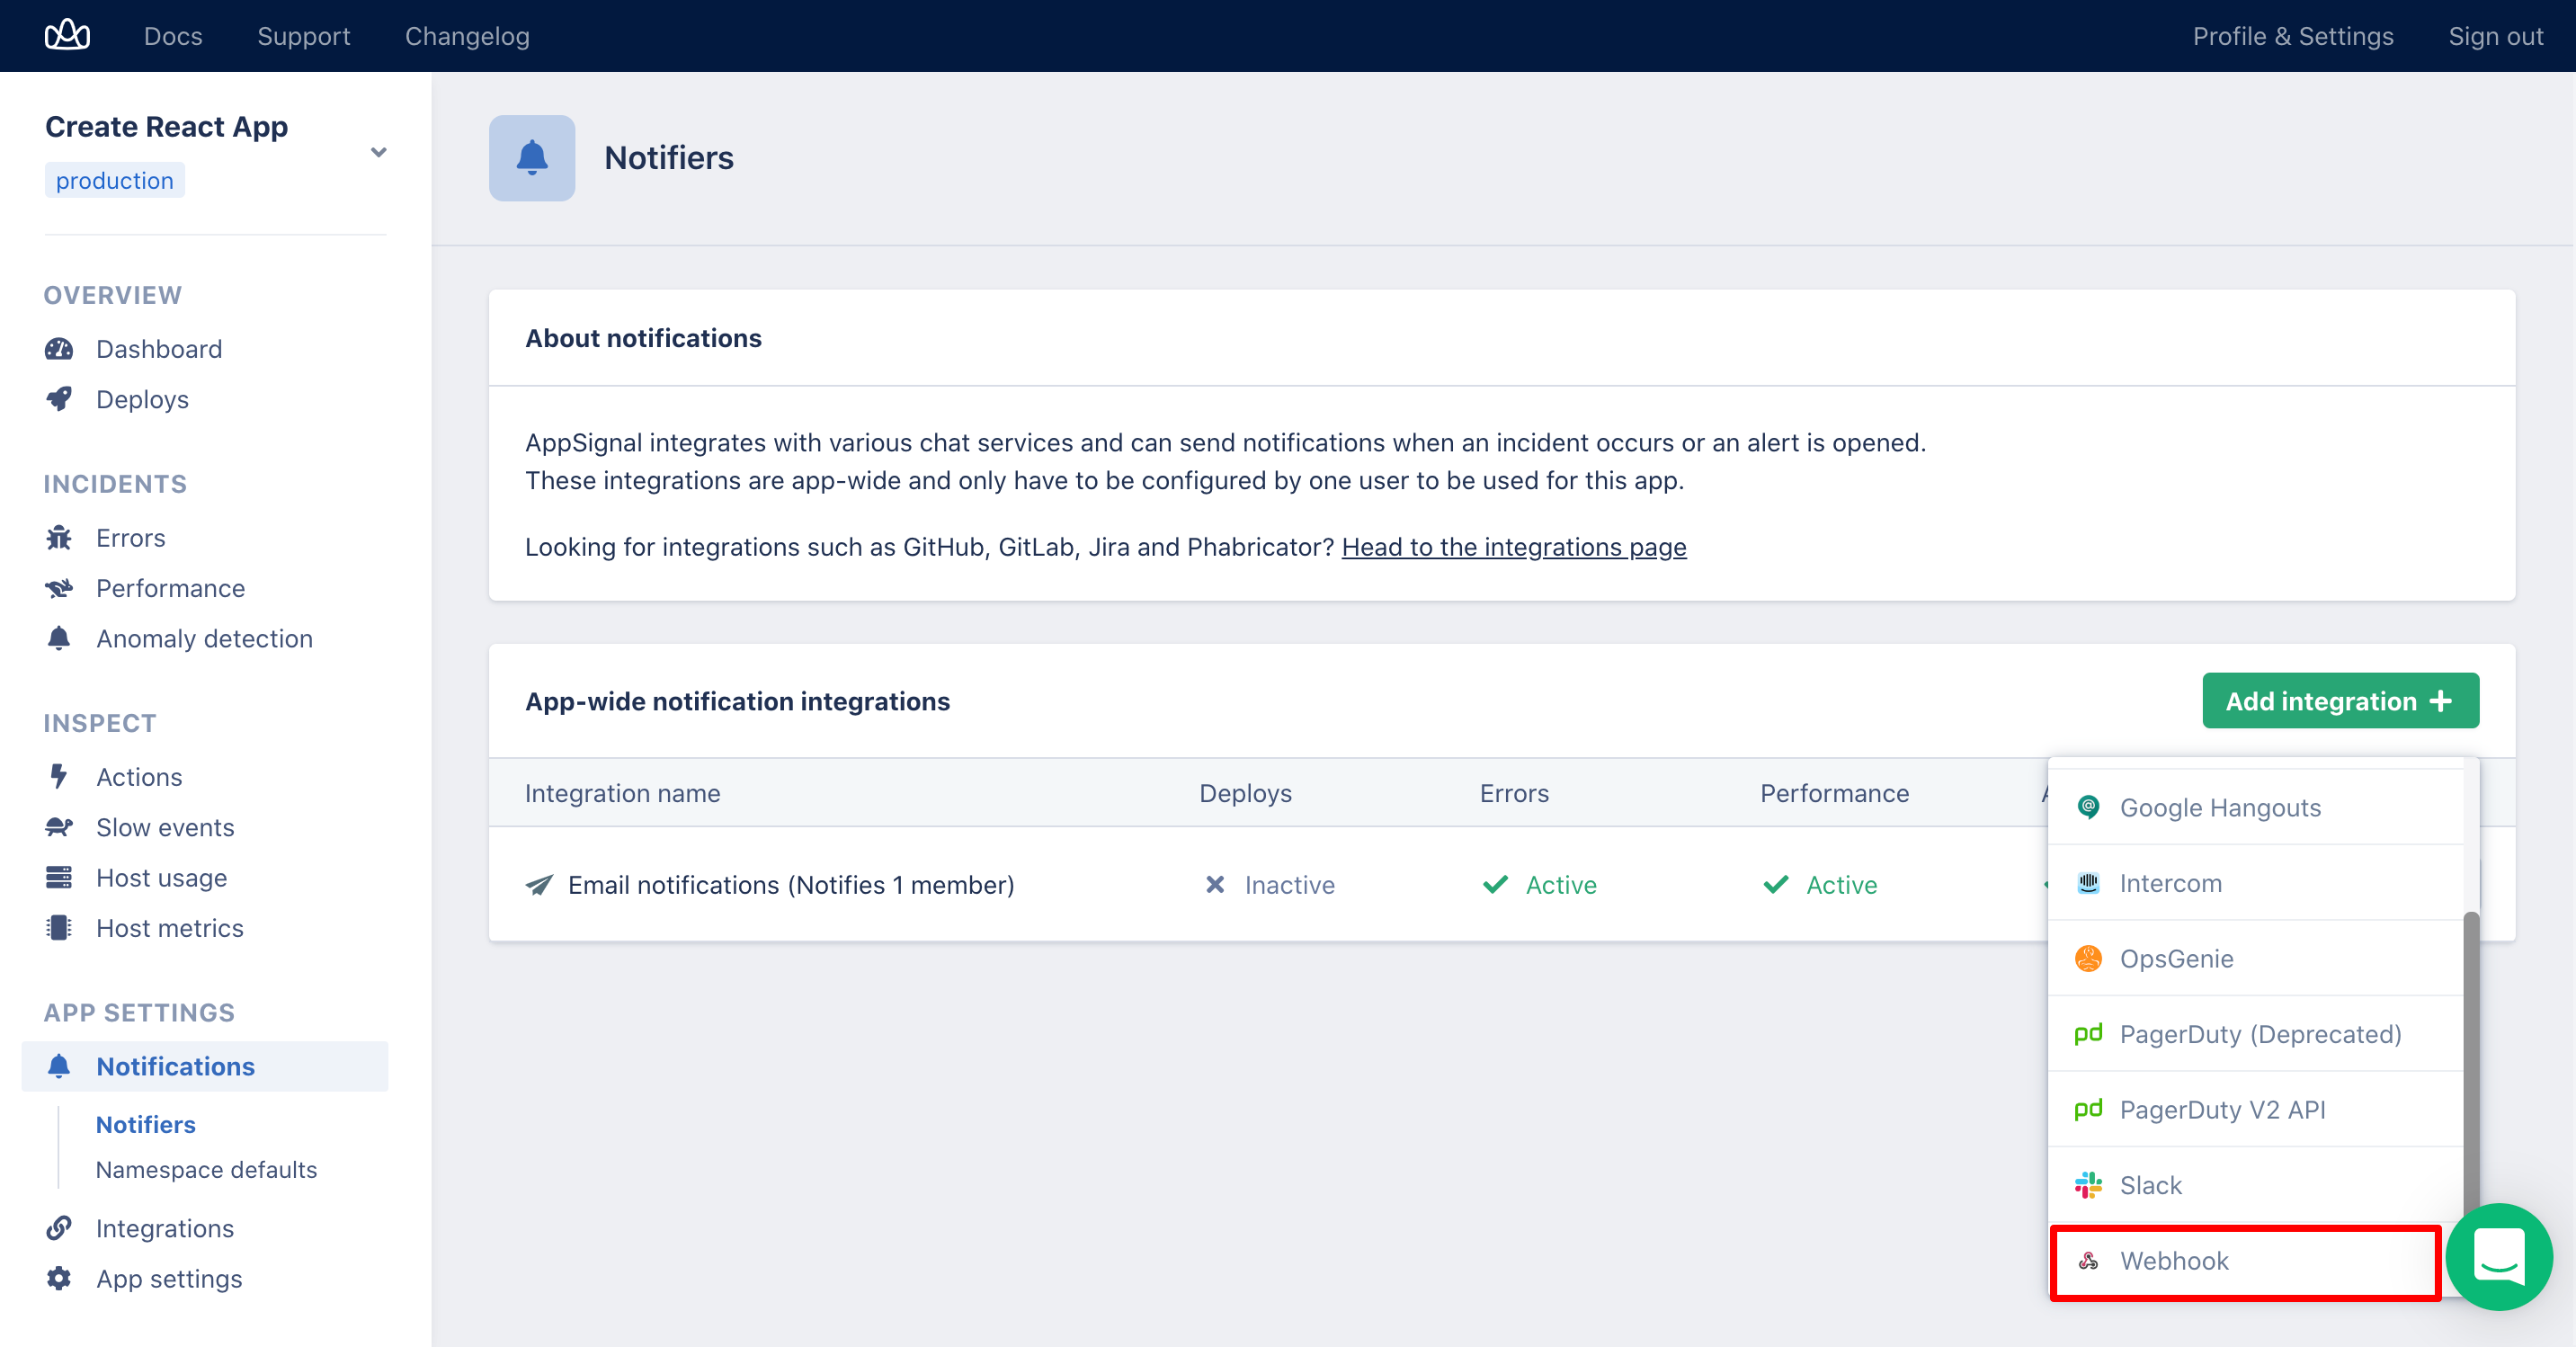 Docs
Support
Changelog
Profile & Settings
Sign out
Create React App
production
OVERVIEW
Dashboard
Deploys
INCIDENTS
Errors
Performance
Anomaly detection
INSPECT
Actions
Slow events
Host usage
Host metrics
APP SETTINGS
Notifications
Notifiers
Namespace defaults
Integrations
App settings
Notifiers
About notifications
AppSignal integrates with various chat services and can send notifications when an incident occurs or an alert is opened.
These integrations are app-wide and only have to be configured by one user to be used for this app.
Looking for integrations such as GitHub, GitLab, Jira and Phabricator? Head to the integrations page
App-wide notification integrations
Add integration
Integration name
Deploys
Errors
Performance
Email notifications (Notifies 1 member)
Inactive
Active
Active
Google Hangouts
Intercom
OpsGenie
pd PagerDuty (Deprecated)
pd PagerDuty V2 API
Slack
Webhook